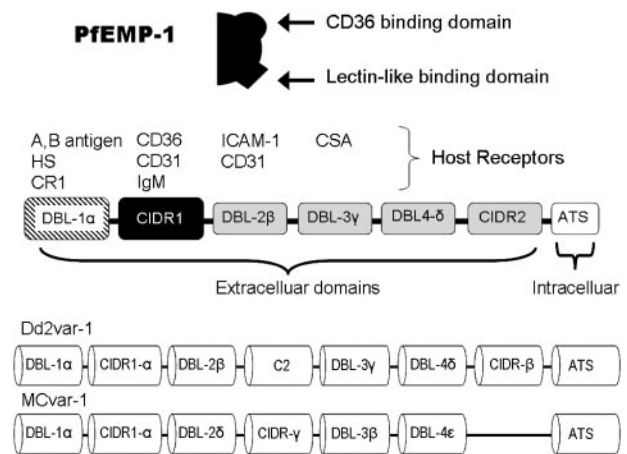 PfEMP-1
CD36 binding domain
Lectin-like binding domain
A,B antigen CD36 ICAM-1 CSA
HS CD31 CD31
CR1 IgM
Host Receptors
DBL-1α CIDR1 DBL-2β DBL-3γ DBL4-δ CIDR2 ATS
Extracelluar domains Intracelluar
Dd2var-1
DBL-1α CIDR1-α DBL-2β C2 DBL-3γ DBL-4δ CIDR-β ATS
MCvar-1
DBL-1α CIDR1-α DBL-2δ CIDR-γ DBL-3β DBL-4ε ATS